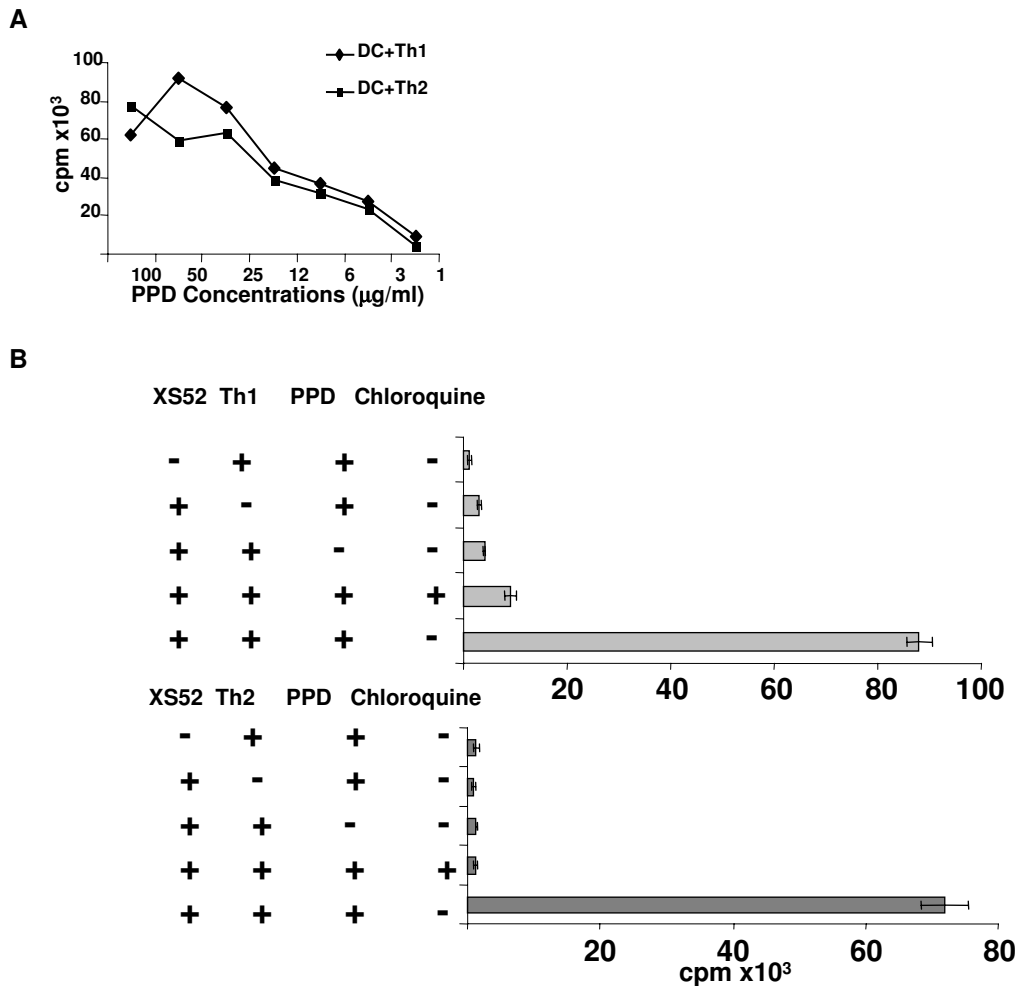 A
DC+Th1
DC+Th2
100
80
60
40
20
cpm x10³
100 50 25 12 6 3 1
PPD Concentrations (μg/ml)
B
XS52 Th1 PPD Chloroquine
- + + -
+ - + -
+ + - -
+ + + +
+ + + -
20 40 60 80 100
XS52 Th2 PPD Chloroquine
- + + -
+ - + -
+ + - -
+ + + +
+ + + -
20 40 60 80
cpm x10³